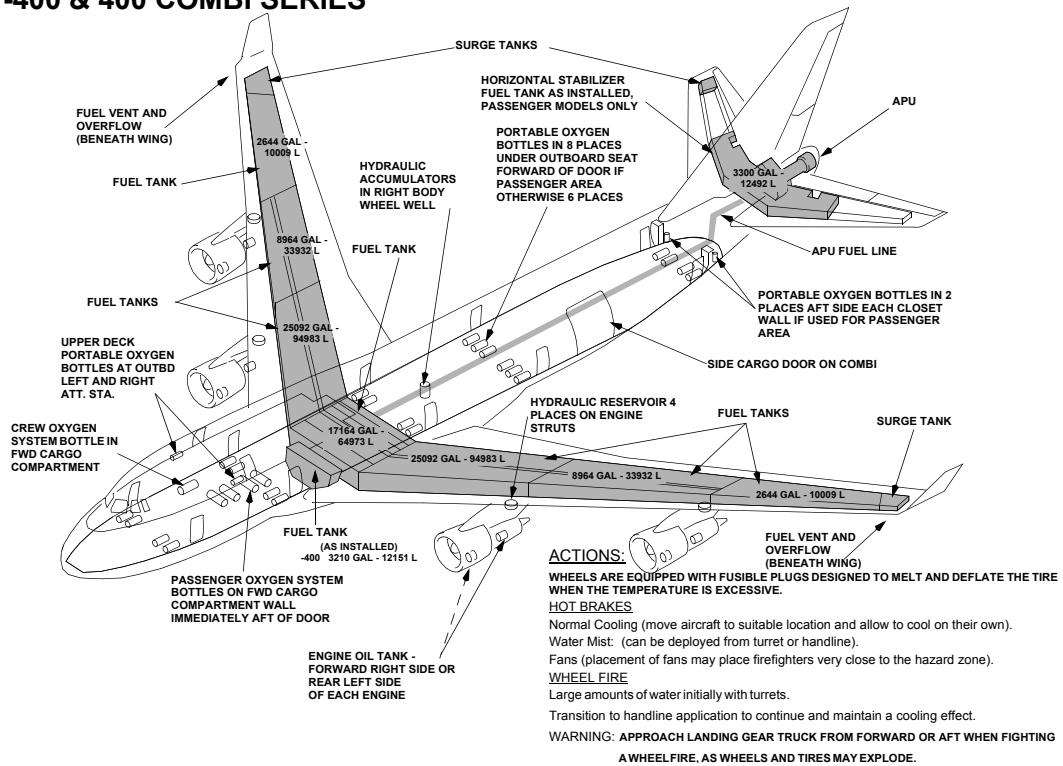 -400 & 400 COMBI SERIES
SURGE TANKS
HORIZONTAL STABILIZER
FUEL TANK AS INSTALLED,
PASSENGER MODELS ONLY
APU
FUEL VENT AND
OVERFLOW
(BENEATH WING)
PORTABLE OXYGEN
BOTTLES IN 8 PLACES
UNDER OUTBOARD SEAT
FORWARD OF DOOR IF
PASSENGER AREA
OTHERWISE 6 PLACES
2644 GAL -
10009 L
HYDRAULIC
ACCUMULATORS
IN RIGHT BODY
WHEEL WELL
3300 GAL -
12492 L
FUEL TANK
8964 GAL -
33932 L
FUEL TANK
APU FUEL LINE
FUEL TANKS
PORTABLE OXYGEN BOTTLES IN 2
PLACES AFT SIDE EACH CLOSET
WALL IF USED FOR PASSENGER
AREA
25092 GAL -
94983 L
UPPER DECK
PORTABLE OXYGEN
BOTTLES AT OUTBD
LEFT AND RIGHT
ATT. STA.
SIDE CARGO DOOR ON COMBI
HYDRAULIC RESERVOIR 4
PLACES ON ENGINE
STRUTS
FUEL TANKS
SURGE TANK
CREW OXYGEN
SYSTEM BOTTLE IN
FWD CARGO
COMPARTMENT
17164 GAL -
64973 L
25092 GAL - 94983 L
8964 GAL - 33932 L
2644 GAL - 10009 L
FUEL TANK
(AS INSTALLED)
-400 3210 GAL - 12151 L
FUEL VENT AND
OVERFLOW
(BENEATH WING)
PASSENGER OXYGEN SYSTEM
BOTTLES ON FWD CARGO
COMPARTMENT WALL
IMMEDIATELY AFT OF DOOR
ENGINE OIL TANK -
FORWARD RIGHT SIDE OR
REAR LEFT SIDE
OF EACH ENGINE
ACTIONS:
WHEELS ARE EQUIPPED WITH FUSIBLE PLUGS DESIGNED TO MELT AND DEFLATE THE TIRE
WHEN THE TEMPERATURE IS EXCESSIVE.
HOT BRAKES
Normal Cooling (move aircraft to suitable location and allow to cool on their own).
Water Mist: (can be deployed from turret or handline).
Fans (placement of fans may place firefighters very close to the hazard zone).
WHEEL FIRE
Large amounts of water initially with turrets.
Transition to handline application to continue and maintain a cooling effect.
WARNING: APPROACH LANDING GEAR TRUCK FROM FORWARD OR AFT WHEN FIGHTING
A WHEEL FIRE, AS WHEELS AND TIRES MAY EXPLODE.